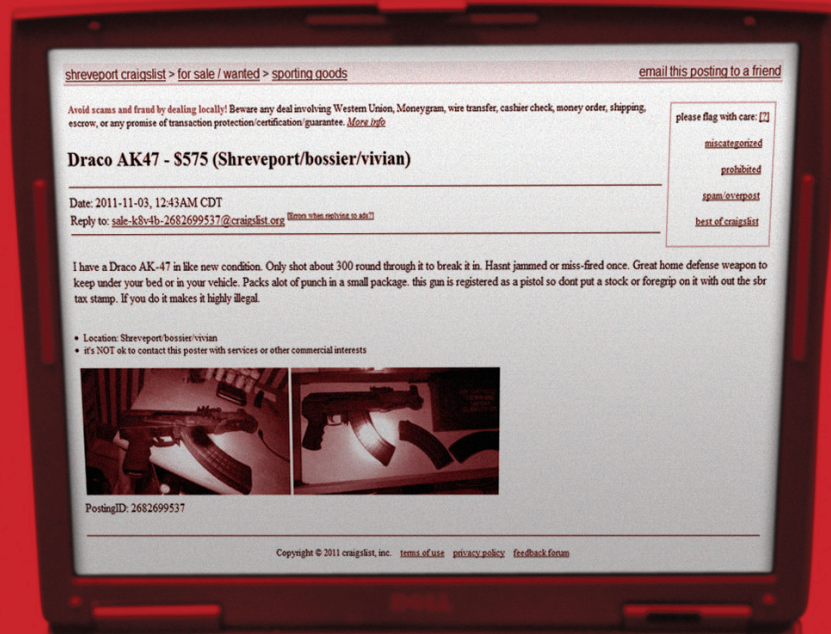 shreveport craigslist > for sale / wanted > sporting goods
email this posting to a friend
Avoid scams and fraud by dealing locally! Beware any deal involving Western Union, Moneygram, wire transfer, cashier check, money order, shipping,
escrow, or any promise of transaction protection/certification/guarantee. More info
please flag with care: [?]
miscategorized
prohibited
spam/overpost
best of craigslist
Draco AK47 - $575 (Shreveport/bossier/vivian)
Date: 2011-11-03, 12:43AM CDT
Reply to: sale-k8v4b-2682699537@craigslist.org [Errors when replying to ads?]
I have a Draco AK-47 in like new condition. Only shot about 300 round through it to break it in. Hasnt jammed or miss-fired once. Great home defense weapon to
keep under your bed or in your vehicle. Packs alot of punch in a small package. this gun is registered as a pistol so dont put a stock or foregrip on it with out the sbr
tax stamp. If you do it makes it highly illegal.
• Location: Shreveport/bossier/vivian
• it's NOT ok to contact this poster with services or other commercial interests
PostingID: 2682699537
Copyright © 2011 craigslist, inc. terms of use privacy policy feedback forum
DELL